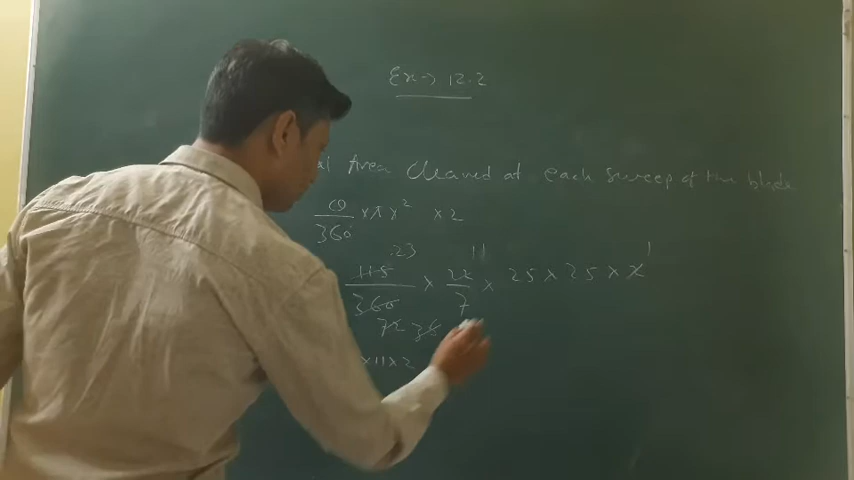 Ex → 12.2
Area cleaned at each sweep of the blade
θ/360 × π r² × 2
23 11 1
115/360 × 22/7 × 25 × 25 × 2
72 36
× 11 × 2